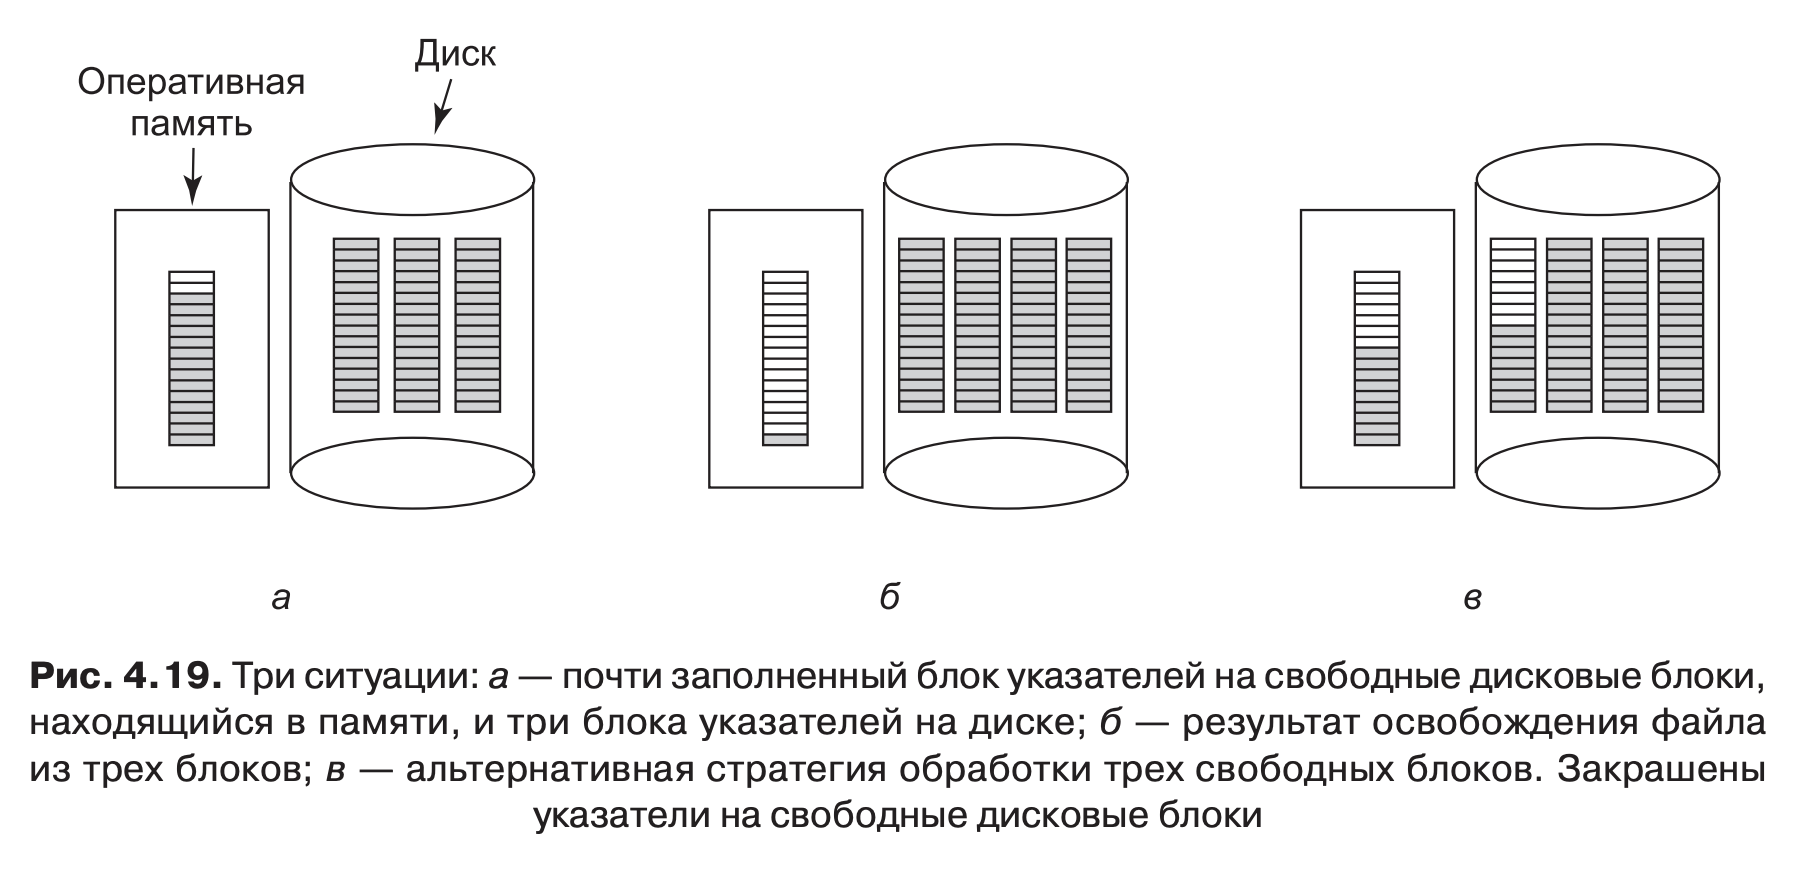 Диск
Оперативная
память
а
б
в
Рис. 4.19. Три ситуации: а — почти заполненный блок указателей на свободные дисковые блоки,
находящийся в памяти, и три блока указателей на диске; б — результат освобождения файла
из трех блоков; в — альтернативная стратегия обработки трех свободных блоков. Закрашены
указатели на свободные дисковые блоки